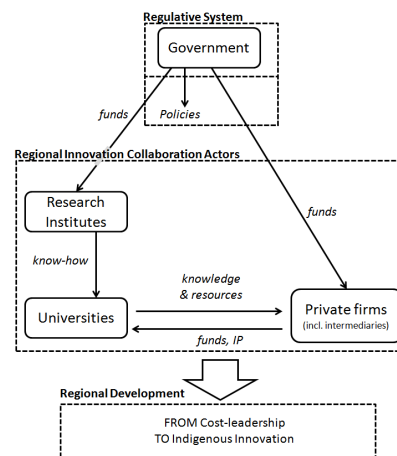 Regulative System
Government
funds
Policies
Regional Innovation Collaboration Actors
Research
Institutes
funds
know-how
knowledge
& resources
Universities
Private firms
(incl. intermediaries)
funds, IP
Regional Development
FROM Cost-leadership
TO Indigenous Innovation